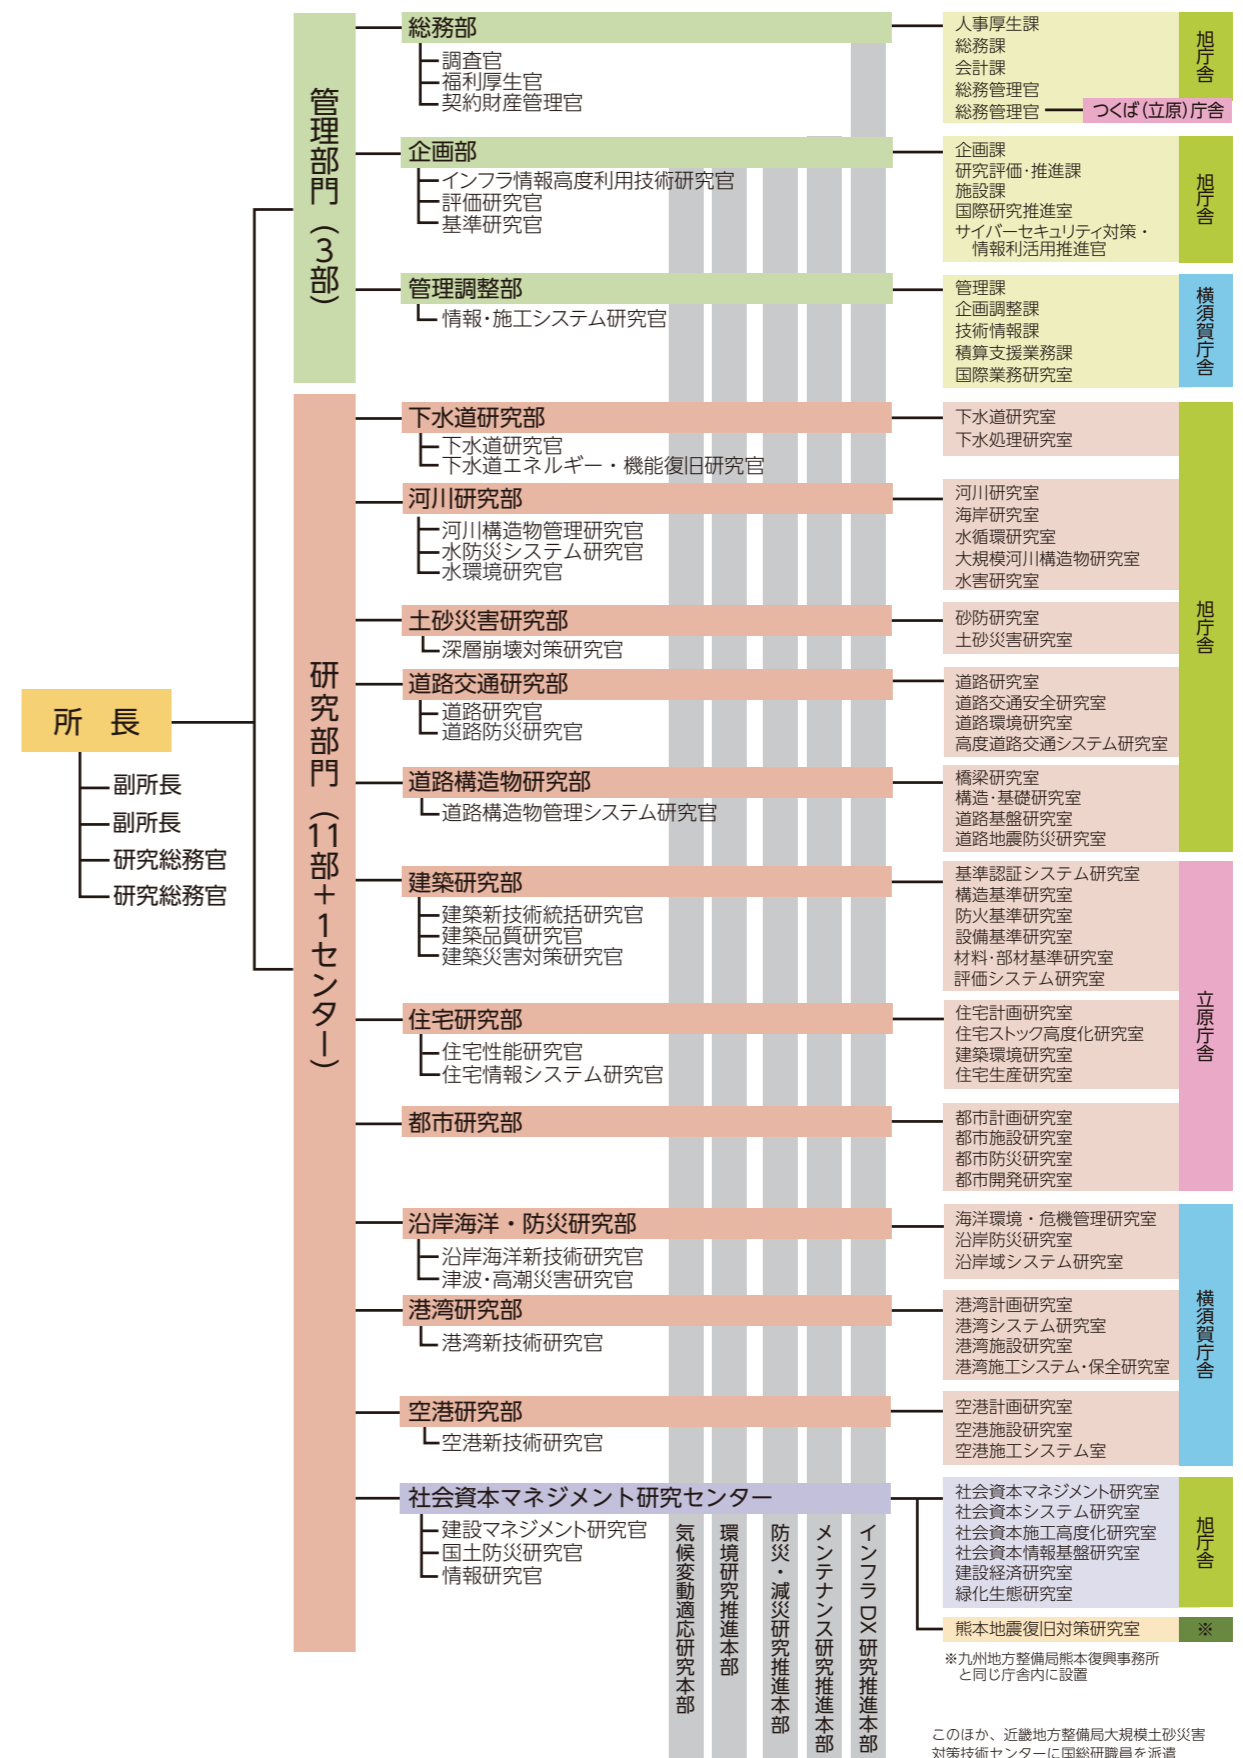 所　長
副所長
副所長
研究総務官
研究総務官
管理部門（3部）
総務部
調査官
福利厚生官
契約財産管理官
人事厚生課
総務課
会計課
総務管理官
総務管理官
つくば（立原）庁舎
旭庁舎
企画部
インフラ情報高度利用技術研究官
評価研究官
基準研究官
企画課
研究評価・推進課
施設課
国際研究推進室
サイバーセキュリティ対策・
情報利活用推進官
旭庁舎
管理調整部
情報・施工システム研究官
管理課
企画調整課
技術情報課
積算支援業務課
国際業務研究室
横須賀庁舎
研究部門（11部＋1センター）
下水道研究部
下水道研究官
下水道エネルギー・機能復旧研究官
下水道研究室
下水処理研究室
河川研究部
河川構造物管理研究官
水防災システム研究官
水環境研究官
河川研究室
海岸研究室
水循環研究室
大規模河川構造物研究室
水害研究室
旭庁舎
土砂災害研究部
深層崩壊対策研究官
砂防研究室
土砂災害研究室
道路交通研究部
道路研究官
道路防災研究官
道路研究室
道路交通安全研究室
道路環境研究室
高度道路交通システム研究室
道路構造物研究部
道路構造物管理システム研究官
橋梁研究室
構造・基礎研究室
道路基盤研究室
道路地震防災研究室
建築研究部
建築新技術統括研究官
建築品質研究官
建築災害対策研究官
基準認証システム研究室
構造基準研究室
防火基準研究室
設備基準研究室
材料・部材基準研究室
評価システム研究室
立原庁舎
住宅研究部
住宅性能研究官
住宅情報システム研究官
住宅計画研究室
住宅ストック高度化研究室
建築環境研究室
住宅生産研究室
都市研究部
都市計画研究室
都市施設研究室
都市防災研究室
都市開発研究室
沿岸海洋・防災研究部
沿岸海洋新技術研究官
津波・高潮災害研究官
海洋環境・危機管理研究室
沿岸防災研究室
沿岸域システム研究室
横須賀庁舎
港湾研究部
港湾新技術研究官
港湾計画研究室
港湾システム研究室
港湾施設研究室
港湾施工システム・保全研究室
空港研究部
空港新技術研究官
空港計画研究室
空港施設研究室
空港施工システム室
社会資本マネジメント研究センター
建設マネジメント研究官
国土防災研究官
情報研究官
社会資本マネジメント研究室
社会資本システム研究室
社会資本施工高度化研究室
社会資本情報基盤研究室
建設経済研究室
緑化生態研究室
旭庁舎
熊本地震復旧対策研究室
※
※九州地方整備局熊本復興事務所
と同じ庁舎内に設置
気候変動適応研究本部
環境研究推進本部
防災・減災研究推進本部
メンテナンス研究推進本部
インフラDX研究推進本部
このほか、近畿地方整備局大規模土砂災害
対策技術センターに国総研職員を派遣